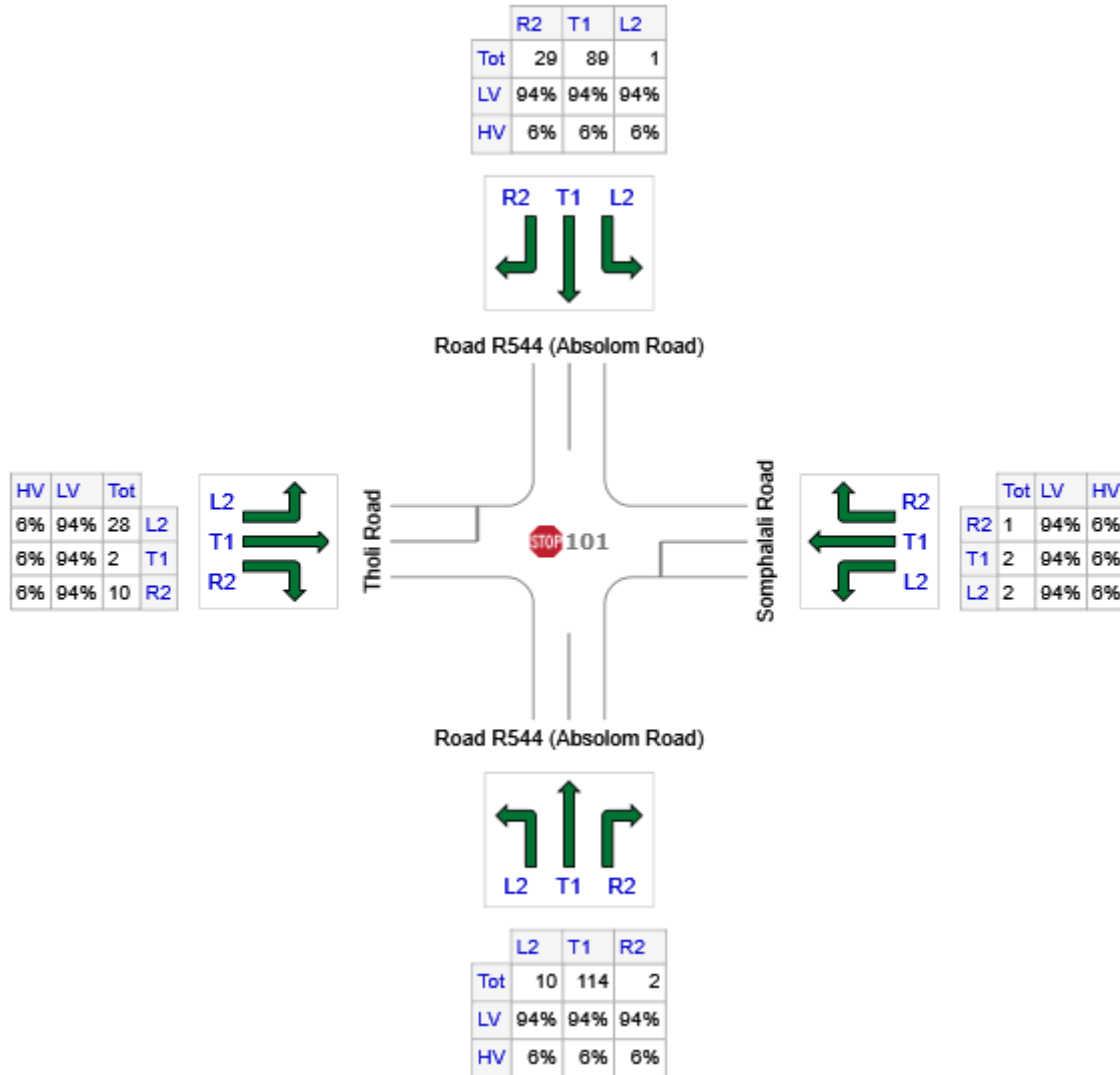 R2 T1 L2
Tot 29 89 1
LV 94% 94% 94%
HV 6% 6% 6%
R2 T1 L2
Road R544 (Absolom Road)
HV LV Tot
6% 94% 28 L2
6% 94% 2 T1
6% 94% 10 R2
L2
T1
R2
Tholi Road
STOP 101
Somphalali Road
R2
T1
L2
Tot LV HV
R2 1 94% 6%
T1 2 94% 6%
L2 2 94% 6%
Road R544 (Absolom Road)
L2 T1 R2
L2 T1 R2
Tot 10 114 2
LV 94% 94% 94%
HV 6% 6% 6%